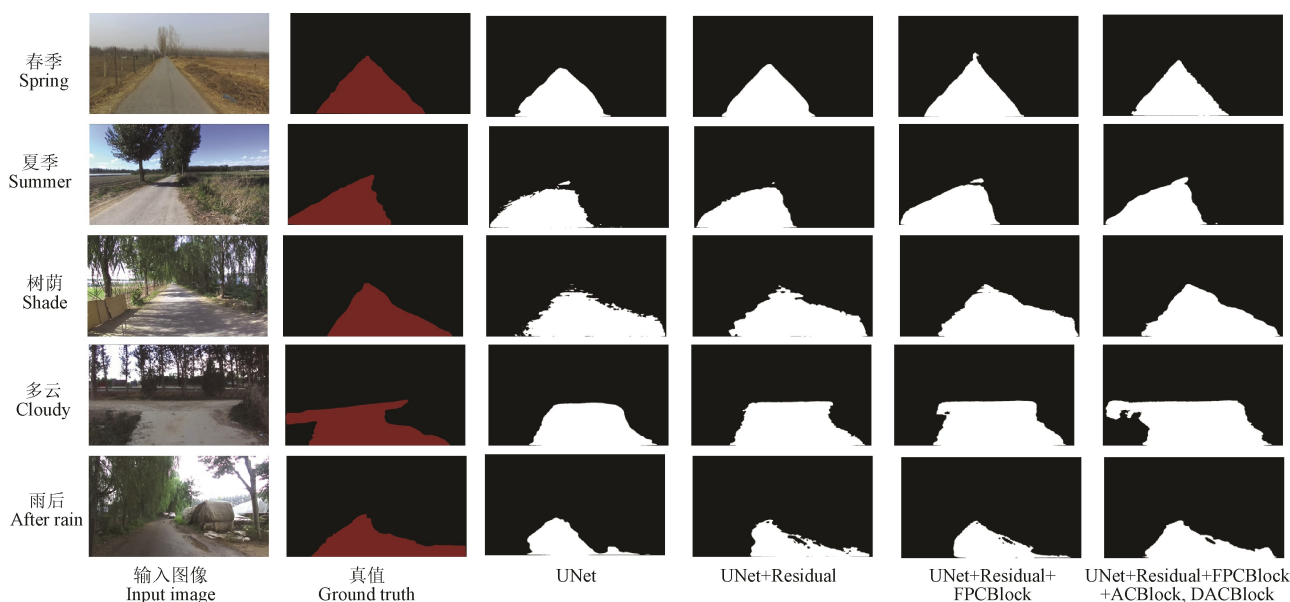 春季
Spring
夏季
Summer
树荫
Shade
多云
Cloudy
雨后
After rain
输入图像
Input image
真值
Ground truth
UNet
UNet+Residual
UNet+Residual+
FPCBlock
UNet+Residual+FPCBlock
+ACBlock, DACBlock